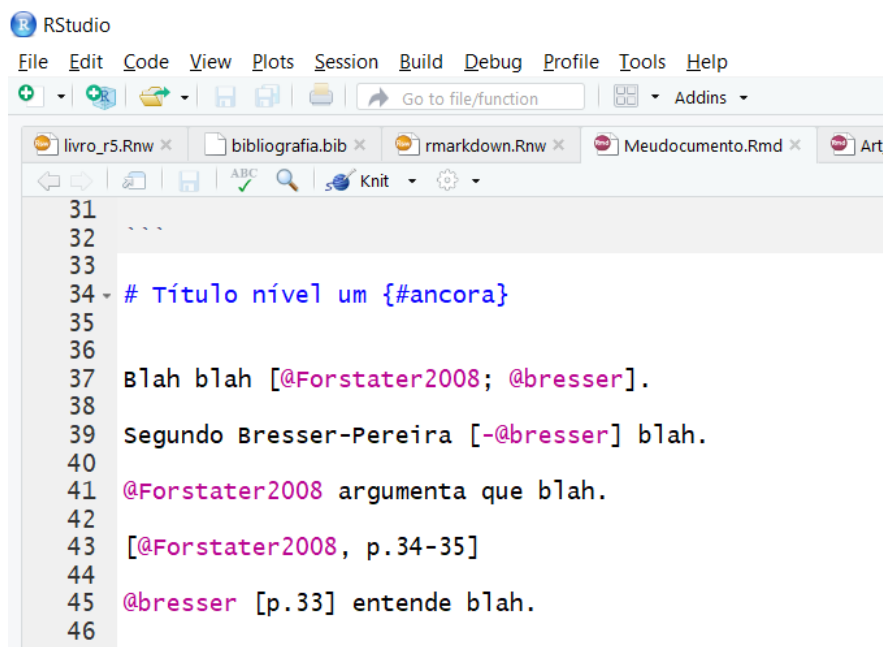 RStudio
File Edit Code View Plots Session Build Debug Profile Tools Help
Go to file/function Addins
livro_r5.Rnw bibliografia.bib rmarkdown.Rnw Meudocumento.Rmd Art
ABC Knit
31
32 ```
33
34 # Título nível um {#ancora}
35
36
37 Blah blah [@Forstater2008; @bresser].
38
39 Segundo Bresser-Pereira [-@bresser] blah.
40
41 @Forstater2008 argumenta que blah.
42
43 [@Forstater2008, p.34-35]
44
45 @bresser [p.33] entende blah.
46